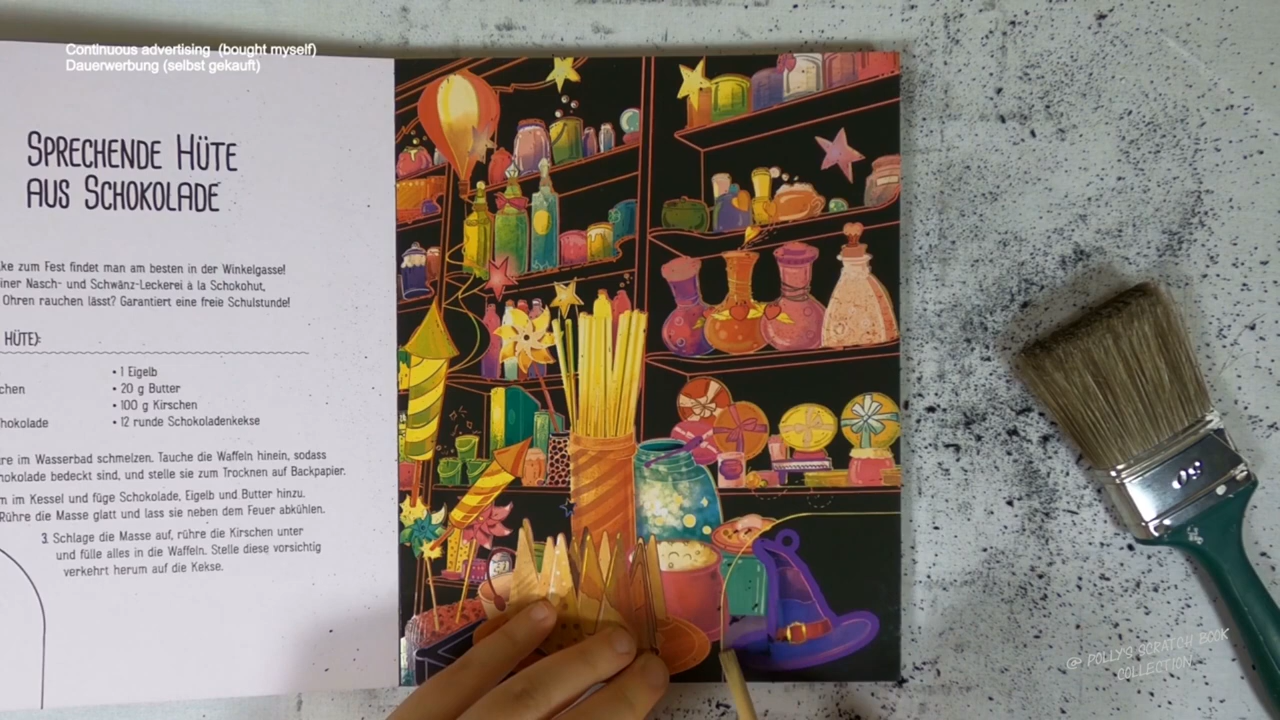 Continuous advertising (bought myself)
Dauerwerbung (selbst gekauft)
SPRECHENDE HÜTE
AUS SCHOKOLADE
ke zum Fest findet man am besten in der Winkelgasse!
iner Nasch- und Schwänz-Leckerei à la Schokohut,
Ohren rauchen lässt? Garantiert eine freie Schulstunde!
HÜTE):
• 1 Eigelb
chen • 20 g Butter
• 100 g Kirschen
hokolade • 12 runde Schokoladenkekse
re im Wasserbad schmelzen. Tauche die Waffeln hinein, sodass
hokolade bedeckt sind, und stelle sie zum Trocknen auf Backpapier.
m im Kessel und füge Schokolade, Eigelb und Butter hinzu.
Rühre die Masse glatt und lass sie neben dem Feuer abkühlen.
3. Schlage die Masse auf, rühre die Kirschen unter
und fülle alles in die Waffeln. Stelle diese vorsichtig
verkehrt herum auf die Kekse.
60
@ POLLY'S SCRATCH BOOK
COLLECTION